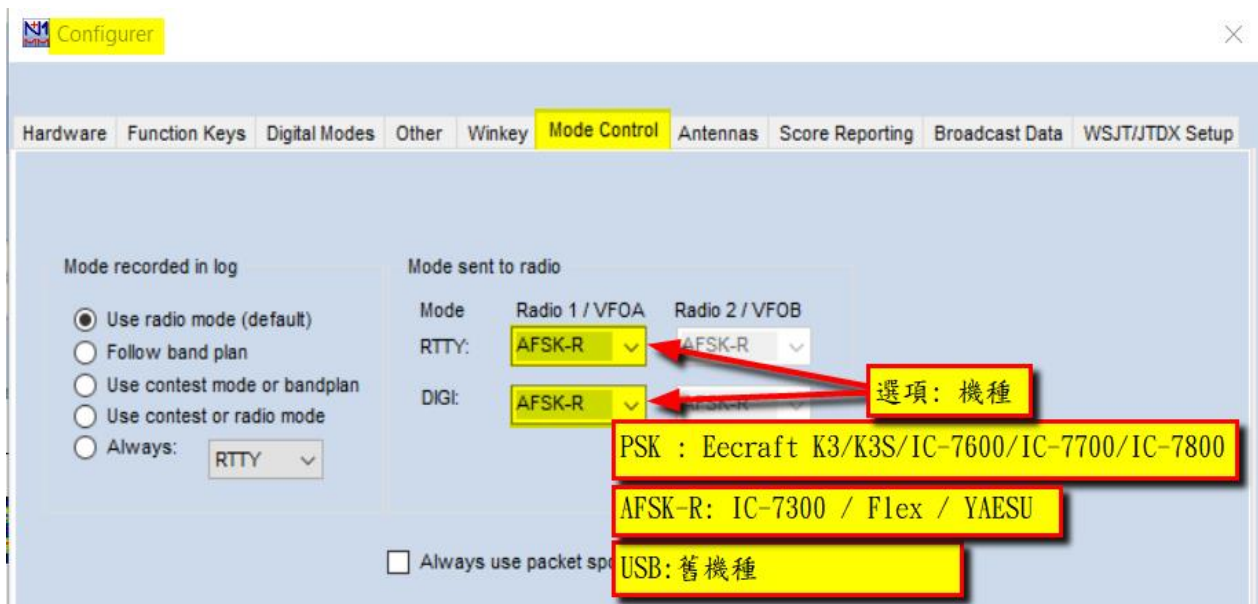 N1MM Configurer
Hardware Function Keys Digital Modes Other Winkey Mode Control Antennas Score Reporting Broadcast Data WSJT/JTDX Setup
Mode recorded in log
Use radio mode (default)
Follow band plan
Use contest mode or bandplan
Use contest or radio mode
Always: RTTY
Mode sent to radio
Mode Radio 1 / VFOA Radio 2 / VFOB
RTTY: AFSK-R AFSK-R
DIGI: AFSK-R AFSK-R
選項: 機種
PSK : Eecraft K3/K3S/IC-7600/IC-7700/IC-7800
AFSK-R: IC-7300 / Flex / YAESU
USB:舊機種
Always use packet